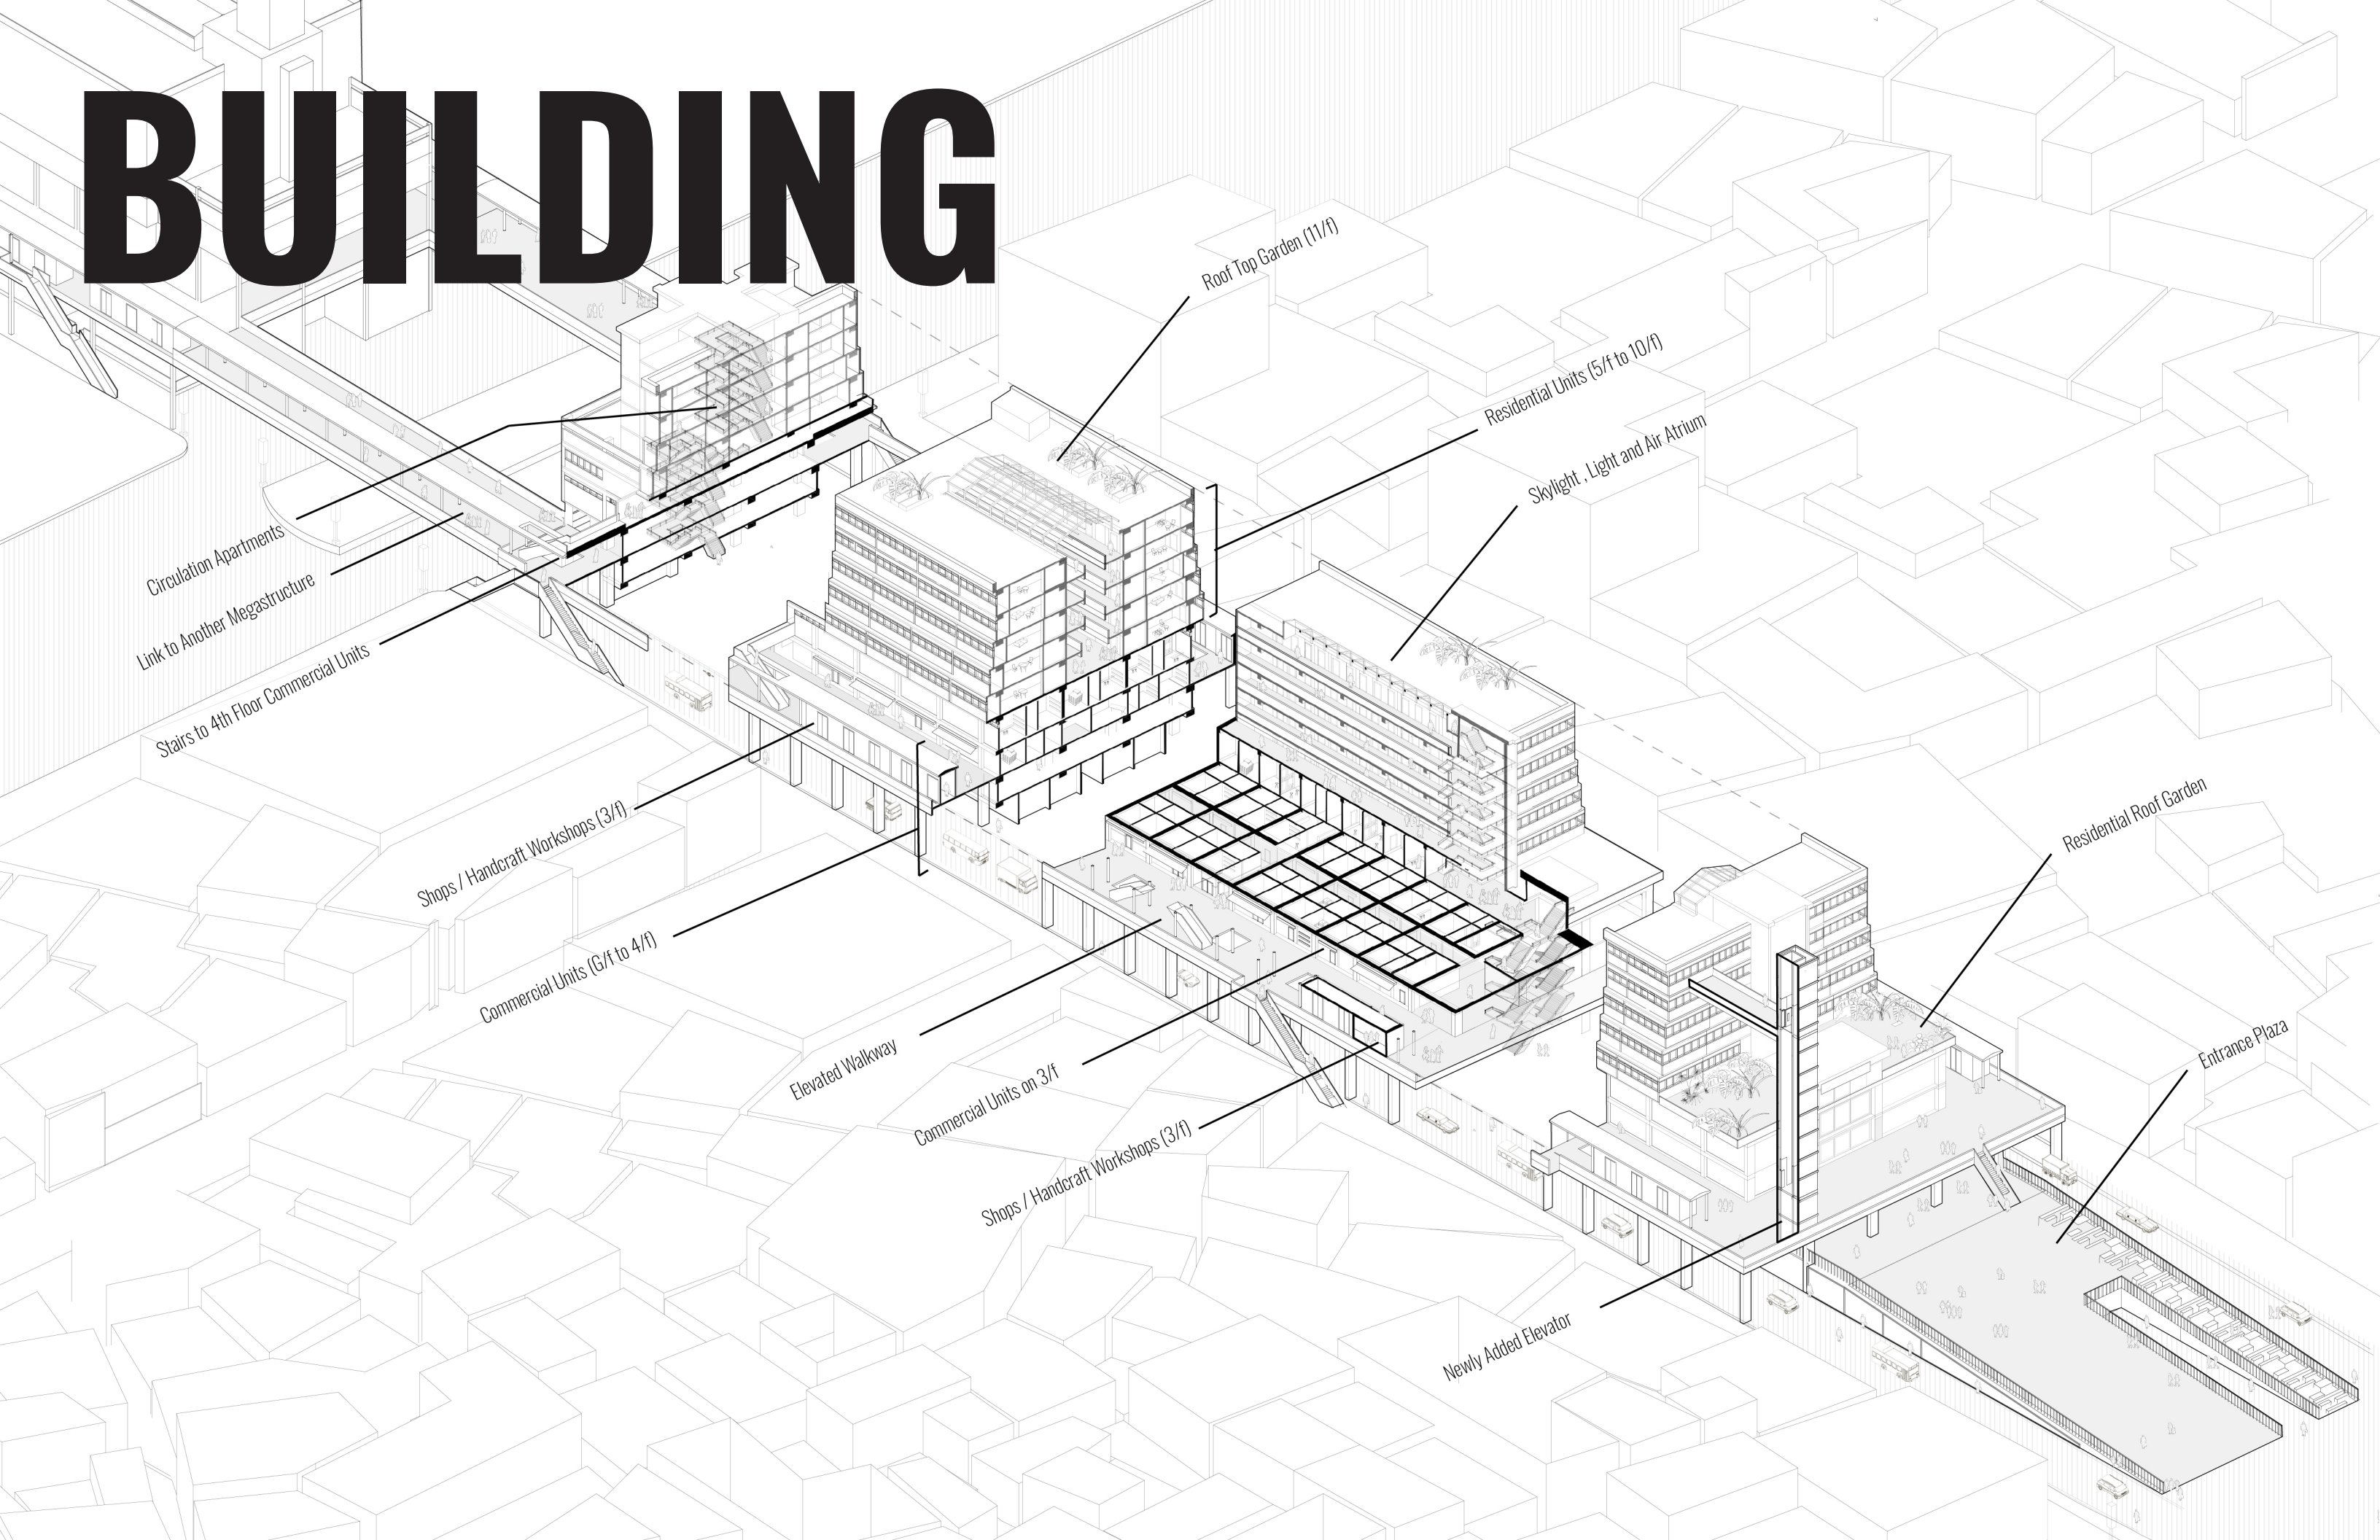 BUILDING
Roof Top Garden (11/f)
Residential Units (5/f to 10/f)
Skylight , Light and Air Atrium
Circulation Apartments
Link to Another Megastructure
Stairs to 4th Floor Commercial Units
Shops / Handcraft Workshops (3/f)
Commercial Units (G/f to 4/f)
Elevated Walkway
Commercial Units on 3/f
Shops / Handcraft Workshops (3/f)
Residential Roof Garden
Entrance Plaza
Newly Added Elevator